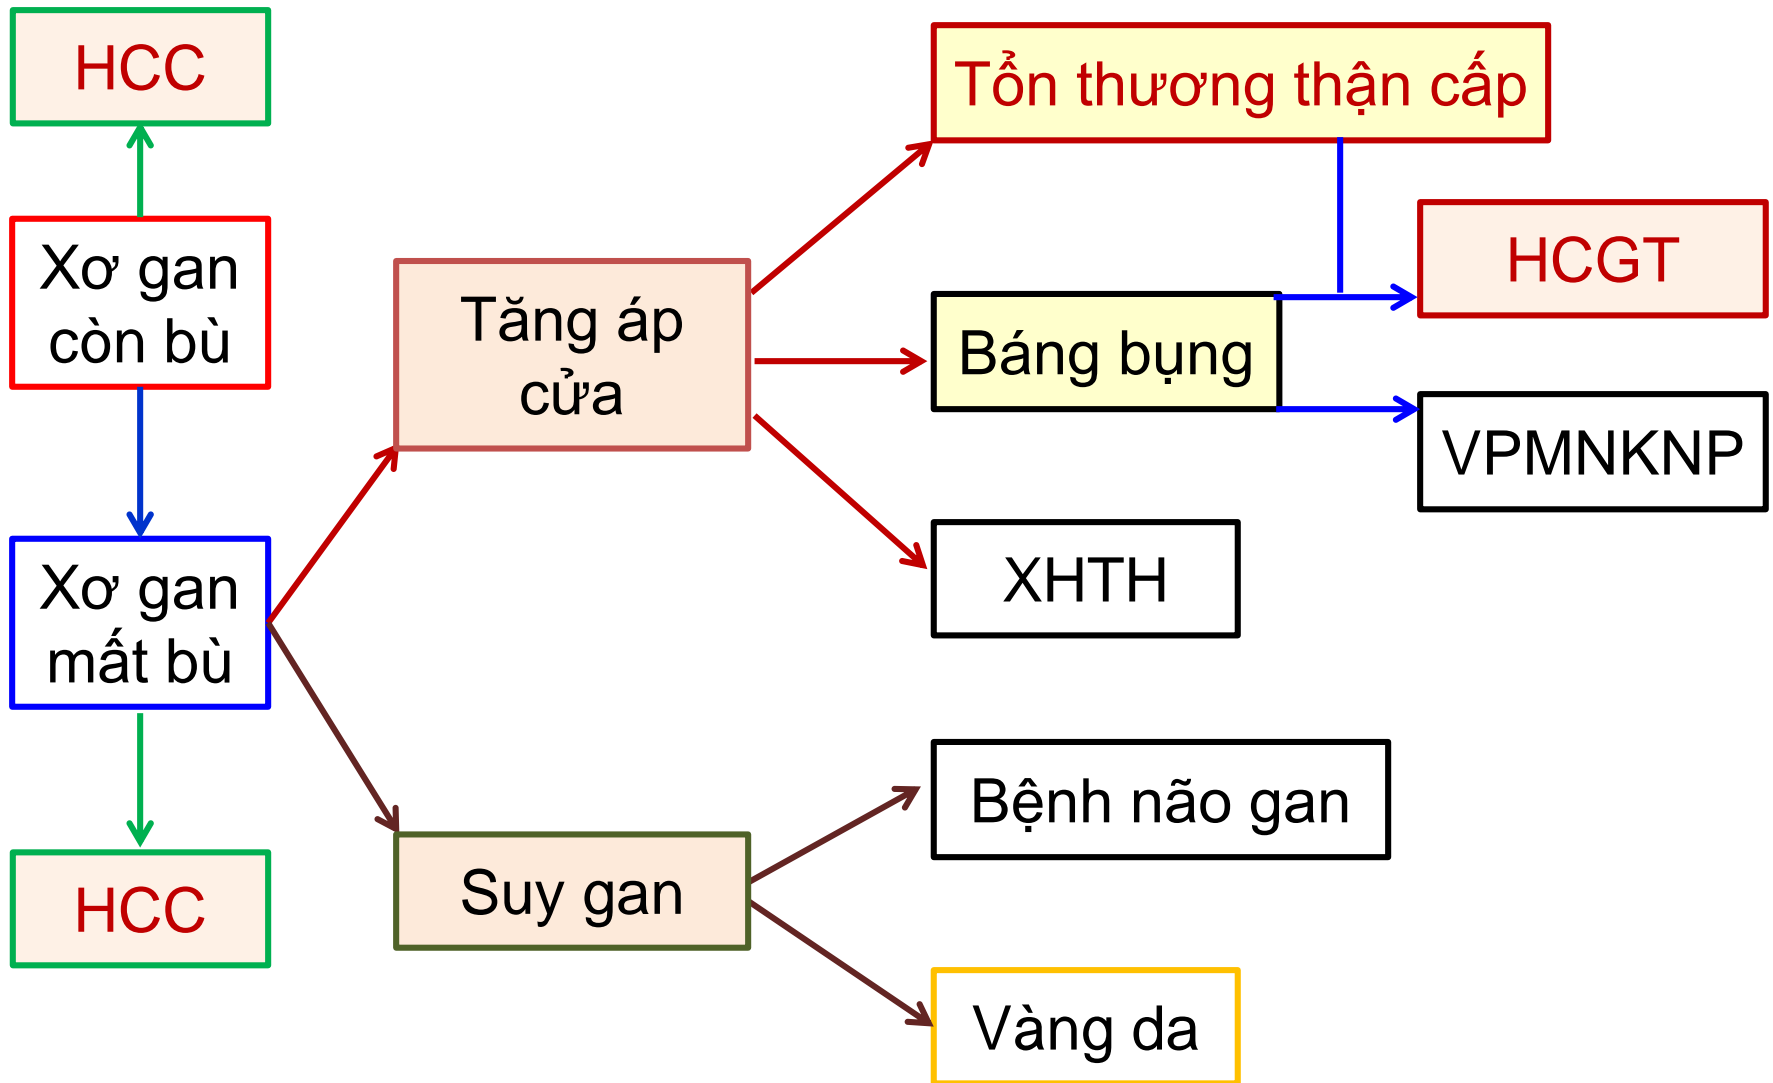 HCC
Xơ gan
còn bù
Xơ gan
mất bù
HCC
Tăng áp
cửa
Suy gan
Tổn thương thận cấp
Báng bụng
XHTH
Bệnh não gan
Vàng da
HCGT
VPMNKNP